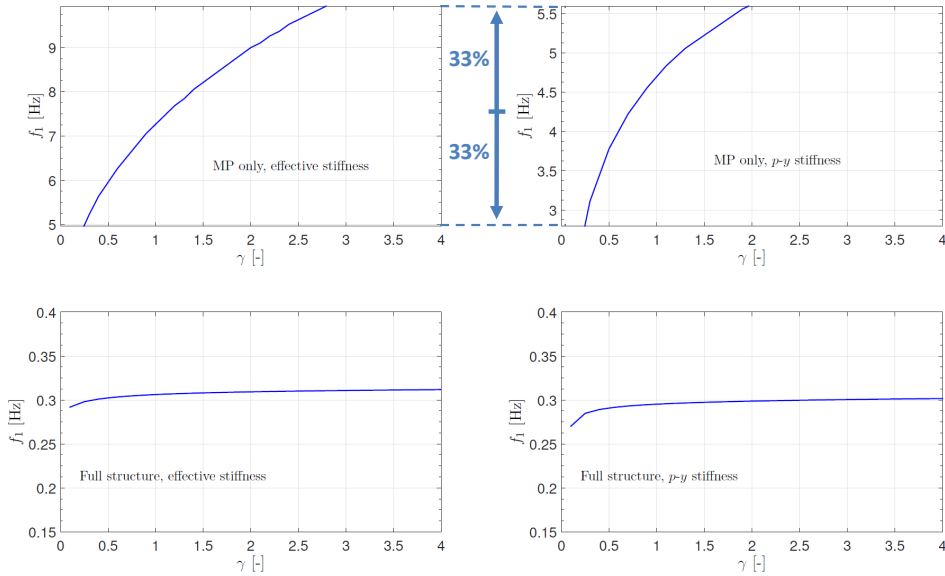 f₁ [Hz]
9
8
7
6
5
MP only, effective stiffness
0 0.5 1 1.5 2 2.5 3 3.5 4
γ [-]
33%
33%
f₁ [Hz]
5.5
5
4.5
4
3.5
3
MP only, p-y stiffness
0 0.5 1 1.5 2 2.5 3 3.5 4
γ [-]
f₁ [Hz]
0.4
0.35
0.3
0.25
0.2
0.15
Full structure, effective stiffness
0 0.5 1 1.5 2 2.5 3 3.5 4
γ [-]
f₁ [Hz]
0.4
0.35
0.3
0.25
0.2
0.15
Full structure, p-y stiffness
0 0.5 1 1.5 2 2.5 3 3.5 4
γ [-]